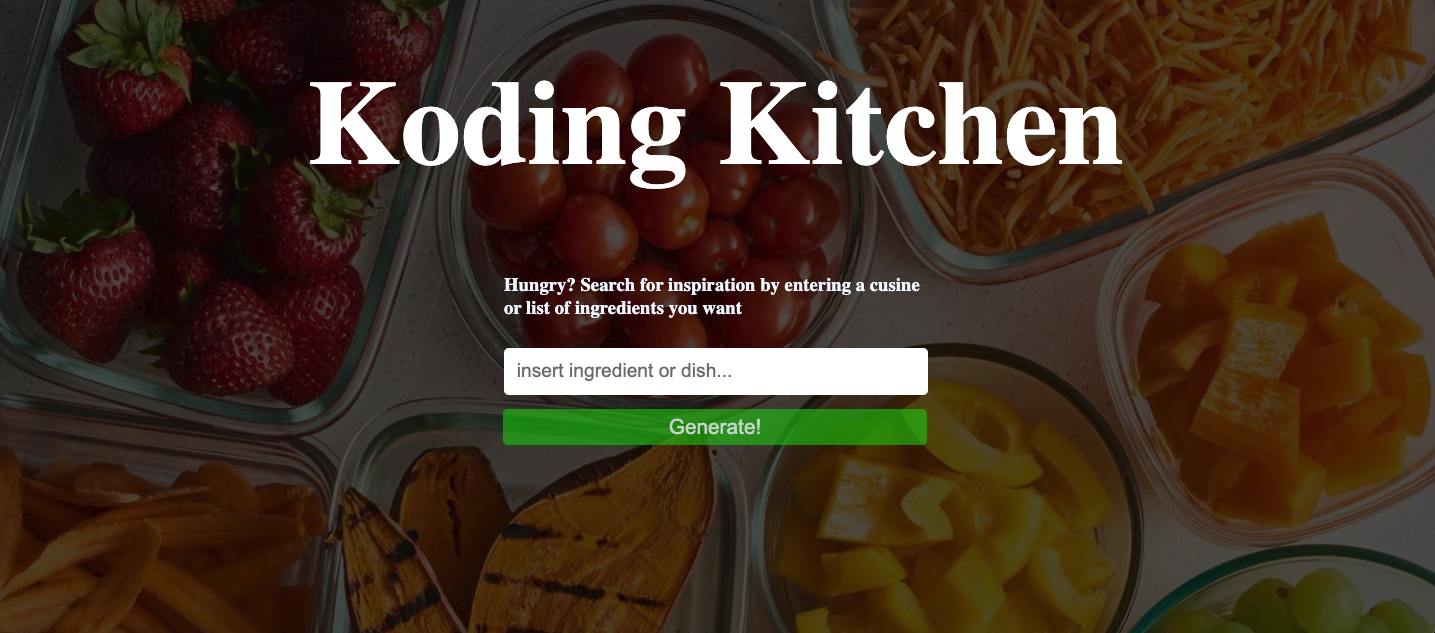 Koding Kitchen
Hungry? Search for inspiration by entering a cusine
or list of ingredients you want
insert ingredient or dish...
Generate!